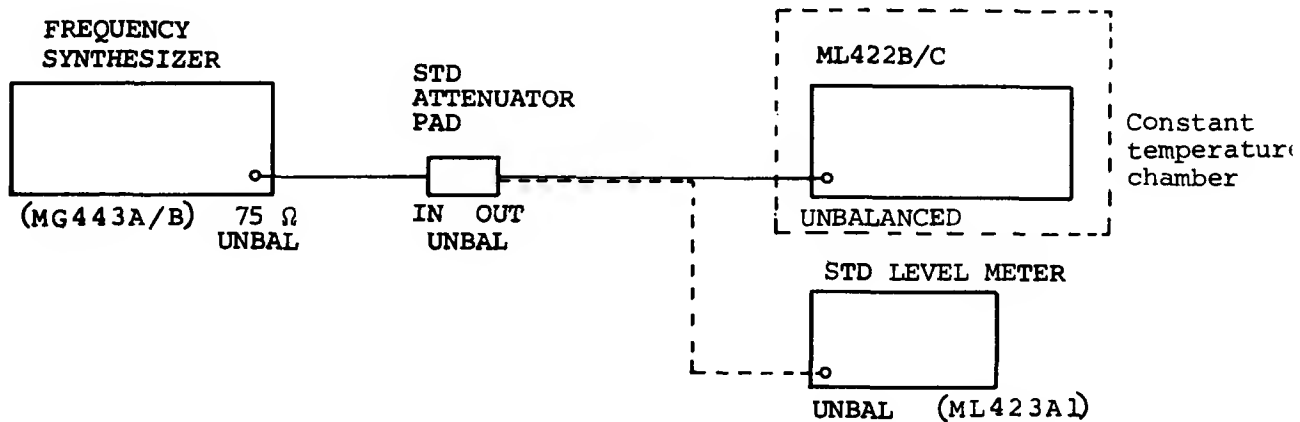 FREQUENCY
SYNTHESIZER
(MG443A/B)
75 Ω
UNBAL
STD
ATTENUATOR
PAD
IN OUT
UNBAL
ML422B/C
UNBALANCED
Constant
temperature
chamber
STD LEVEL METER
UNBAL (ML423A1)